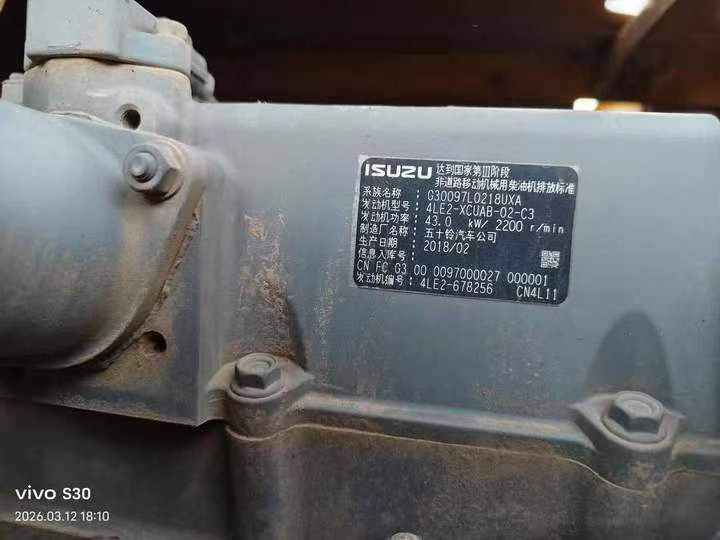 ISUZU 达到国家第III阶段
非道路移动机械用柴油机排放标准
系族名称 : G30097L0218UXA
发动机型号: 4LE2-XCUAB-02-C3
发动机功率: 43.0 kW/ 2200 r/min
制造厂名称: 五十铃汽车公司
生产日期 : 2018/02
信息入库号:
CN FC G3 00 0097000027 000001
发动机编号: 4LE2-678256 CN4L11
vivo S30
2026.03.12 18:10